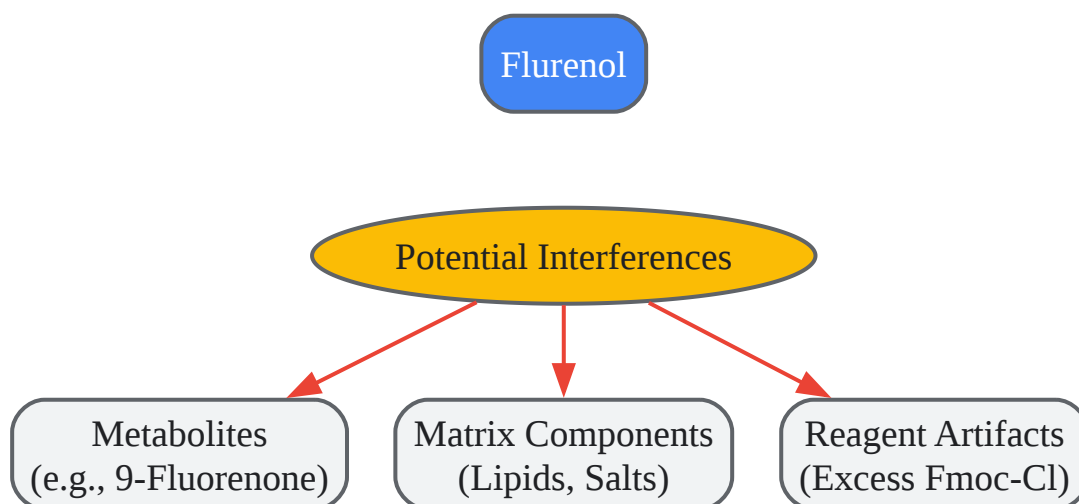 Flurenol
Potential Interferences
Metabolites
(e.g., 9-Fluorenone)
Matrix Components
(Lipids, Salts)
Reagent Artifacts
(Excess Fmoc-Cl)